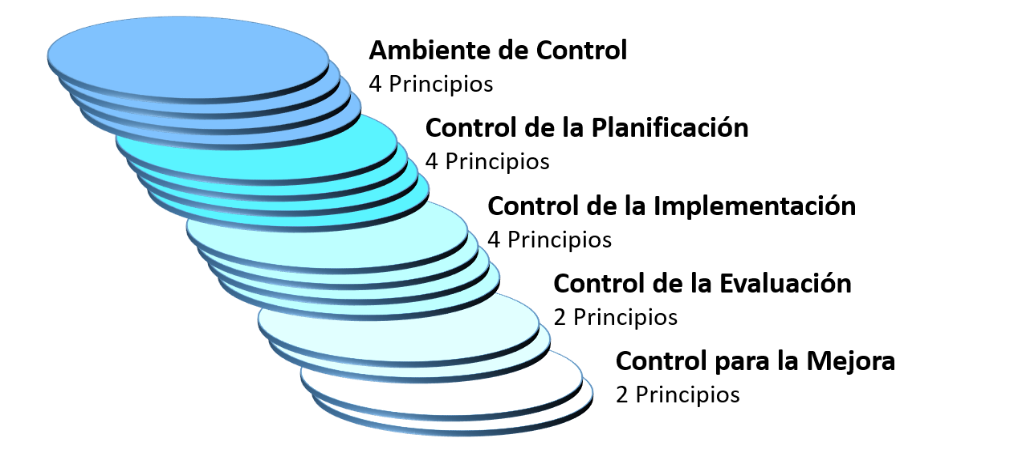 Ambiente de Control
4 Principios
Control de la Planificación
4 Principios
Control de la Implementación
4 Principios
Control de la Evaluación
2 Principios
Control para la Mejora
2 Principios